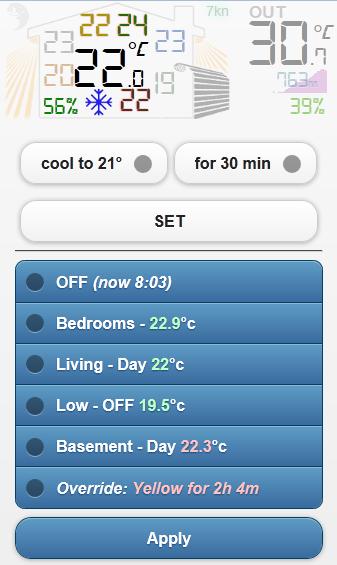 7kn
OUT
22 24
23 22.0 °C 23
30.7 °C
20 19
763m
56% 22
39%
cool to 21° for 30 min
SET
OFF (now 8:03)
Bedrooms - 22.9°c
Living - Day 22°c
Low - OFF 19.5°c
Basement - Day 22.3°c
Override: Yellow for 2h 4m
Apply